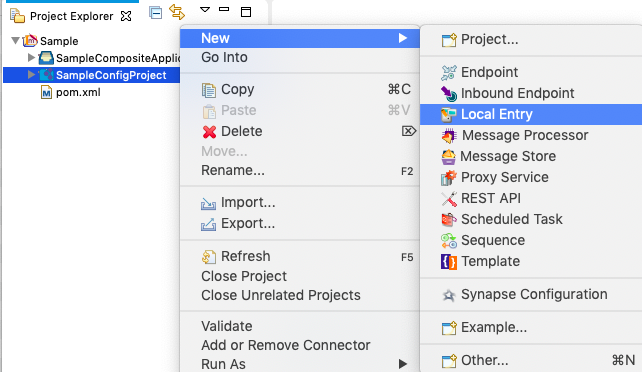 Project Explorer
Sample
SampleCompositeApplic
SampleConfigProject
pom.xml
New
Go Into
Copy ⌘C
Paste ⌘V
Delete ⌦
Move...
Rename... F2
Import...
Export...
Refresh F5
Close Project
Close Unrelated Projects
Validate
Add or Remove Connector
Run As
Project...
Endpoint
Inbound Endpoint
Local Entry
Message Processor
Message Store
Proxy Service
REST API
Scheduled Task
Sequence
Template
Synapse Configuration
Example...
Other... ⌘N